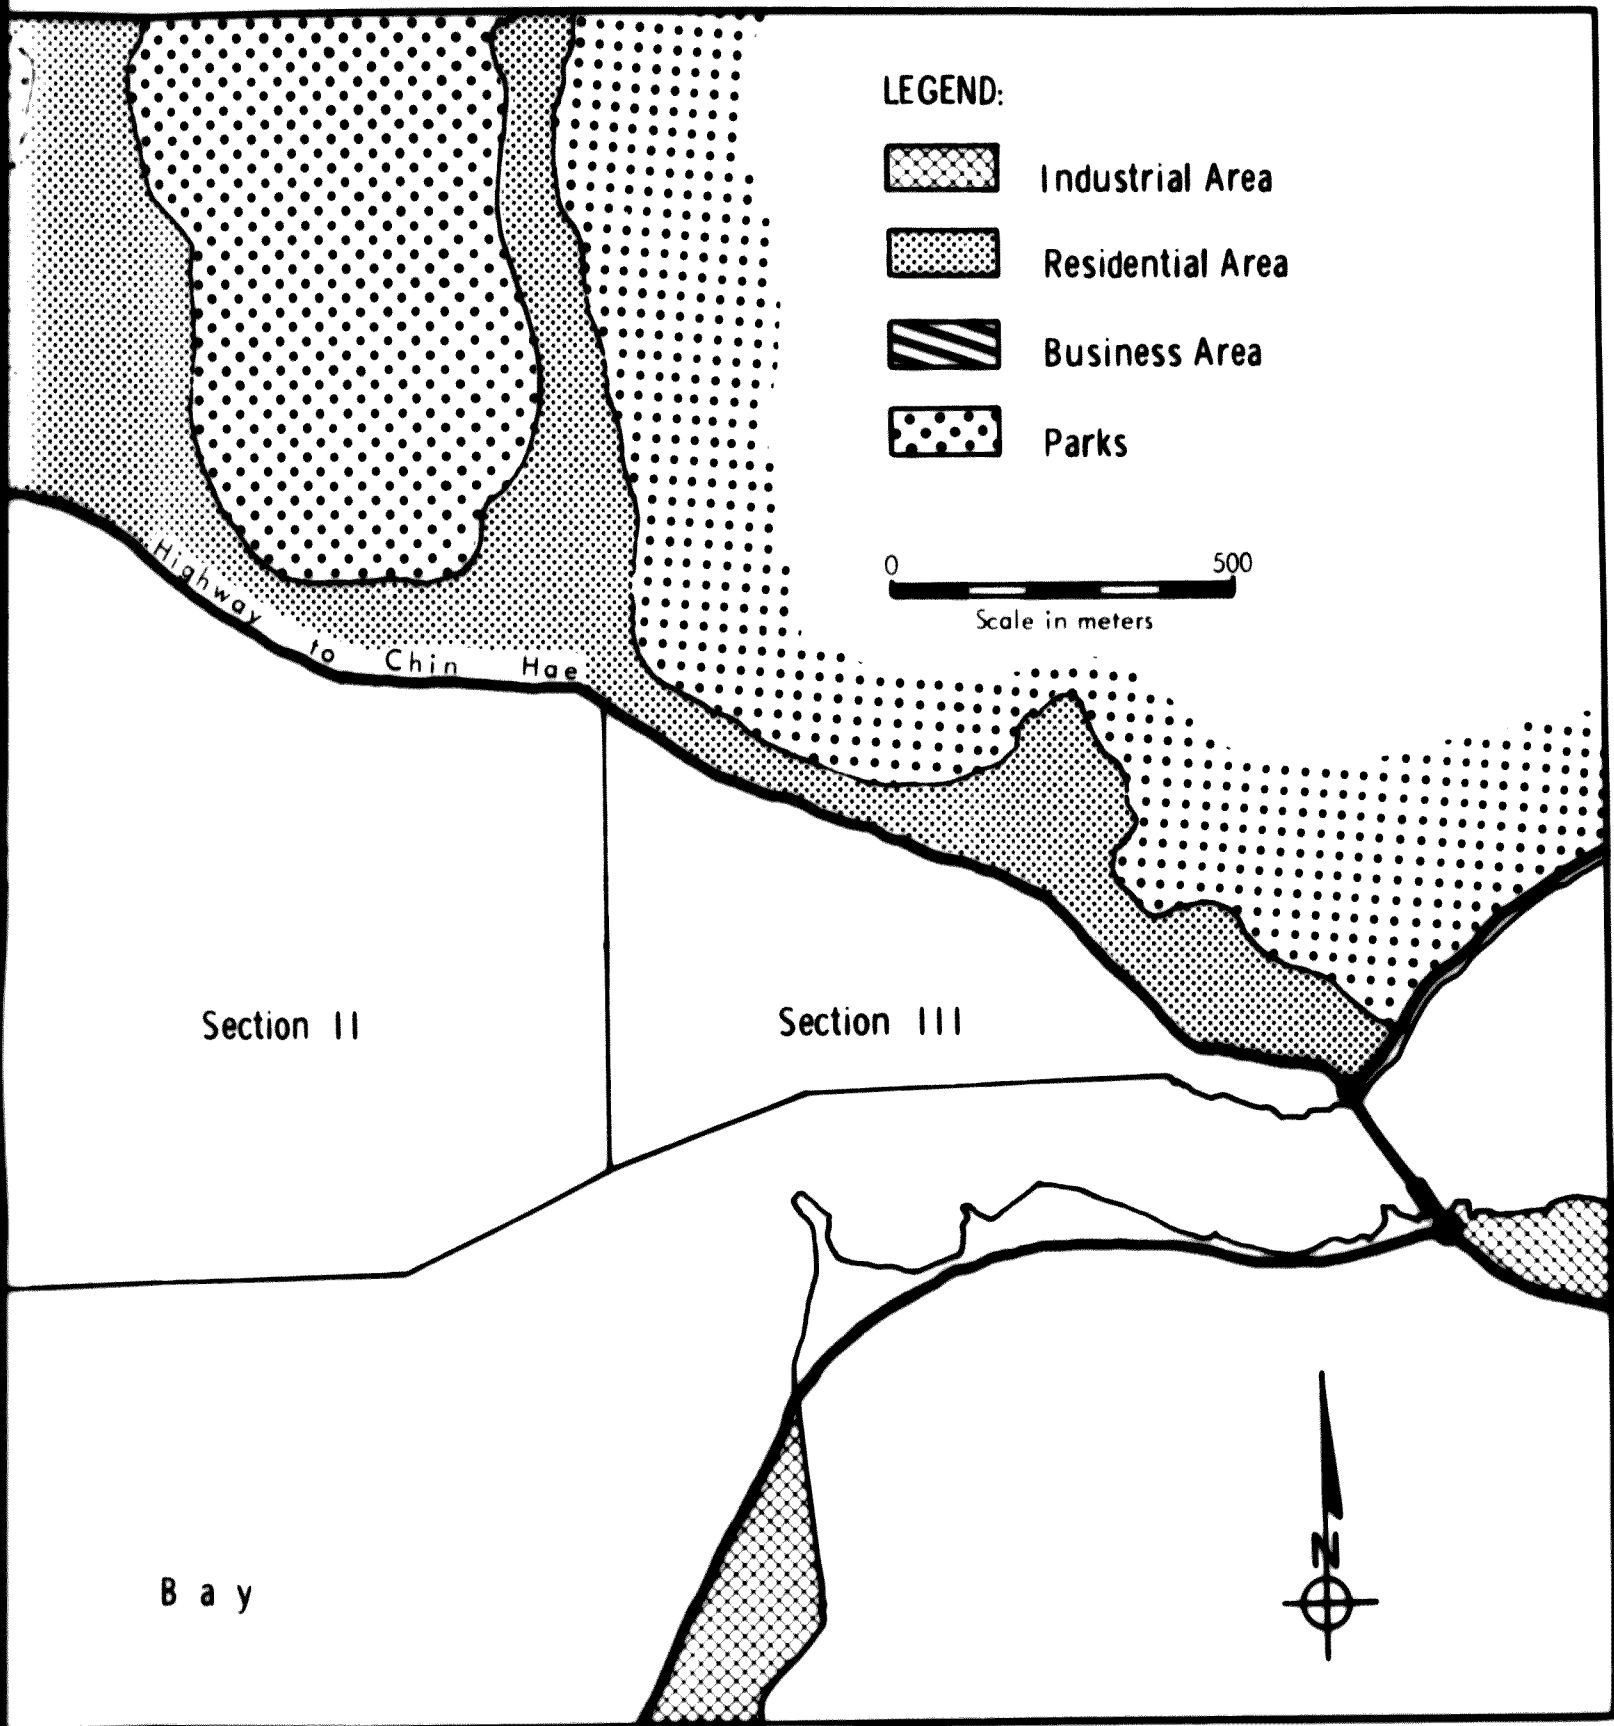 LEGEND:
Industrial Area
Residential Area
Business Area
Parks
0 500
Scale in meters
Highway to Chin Hae
Section II
Section III
Bay
N